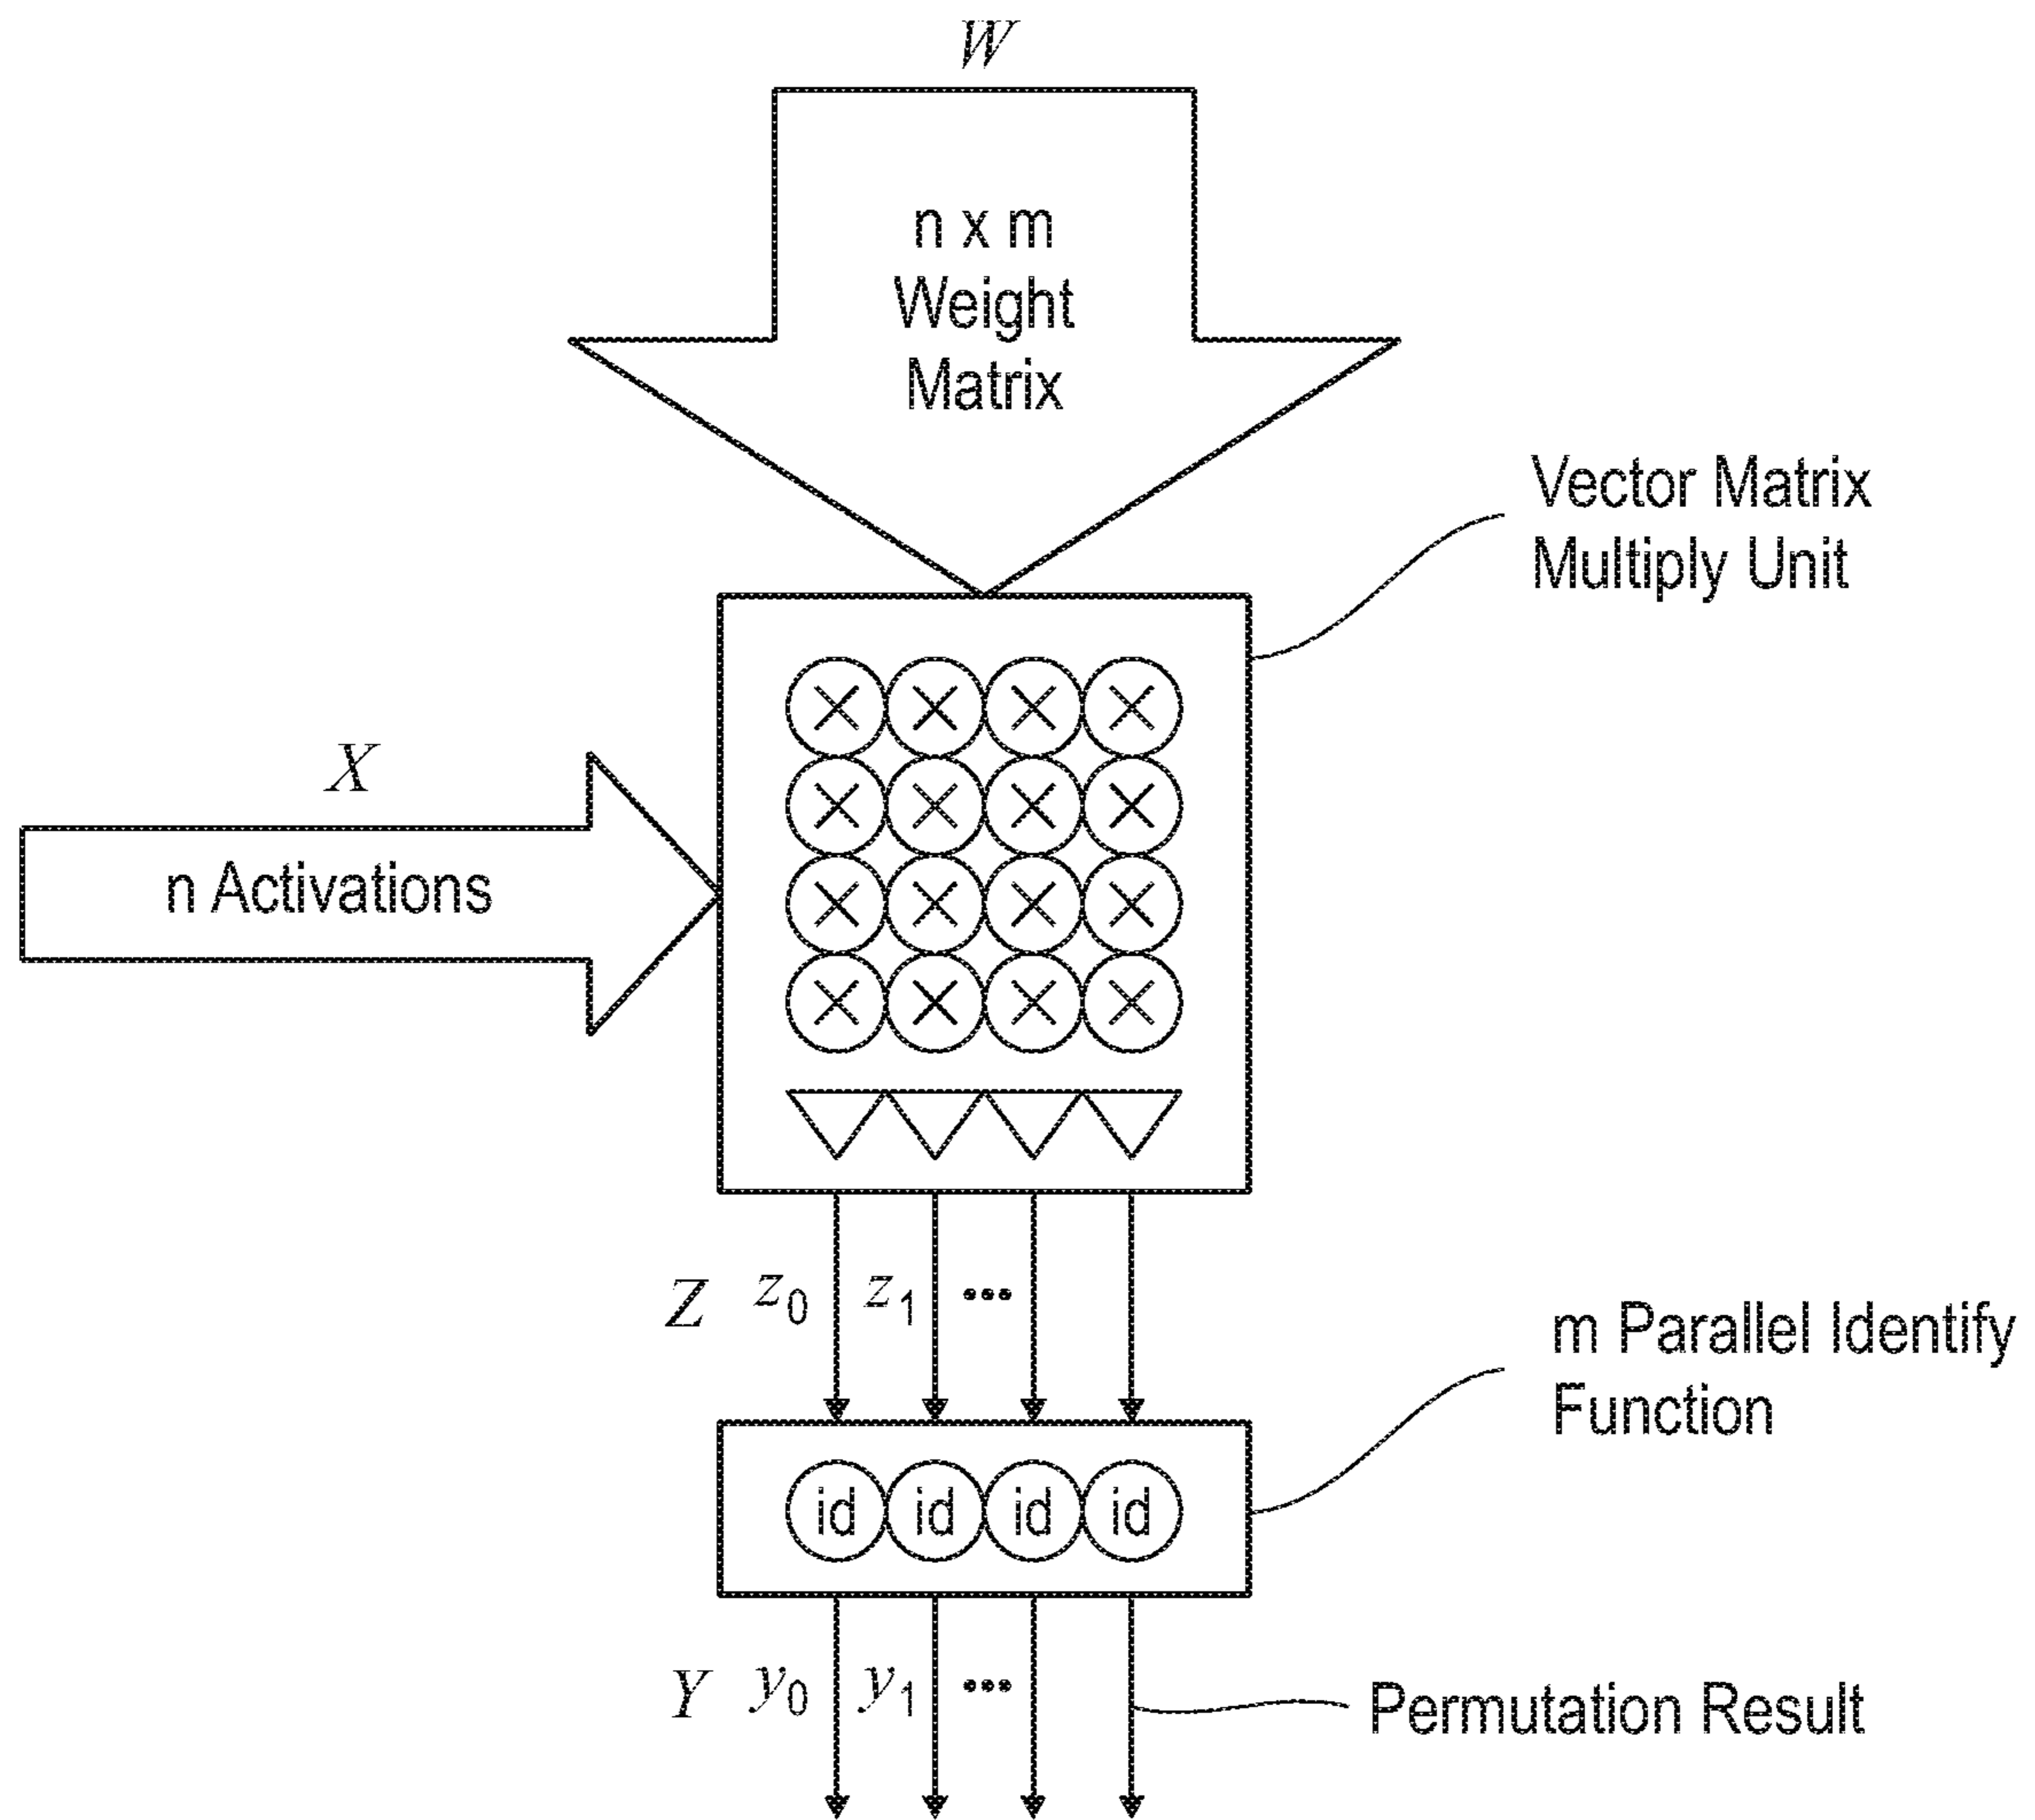 W
n x m
Weight
Matrix
Vector Matrix
Multiply Unit
X
n Activations
Z z0 z1 •••
m Parallel Identify
Function
id id id id
Y y0 y1 •••
Permutation Result